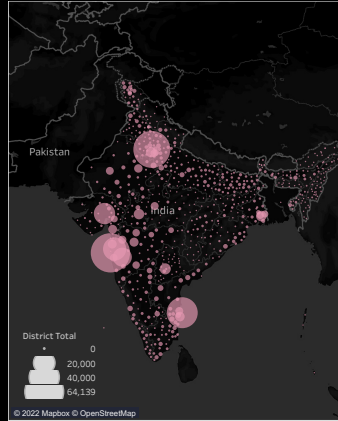 Pakistan
India
District Total
0
20,000
40,000
64,139
© 2022 Mapbox © OpenStreetMap